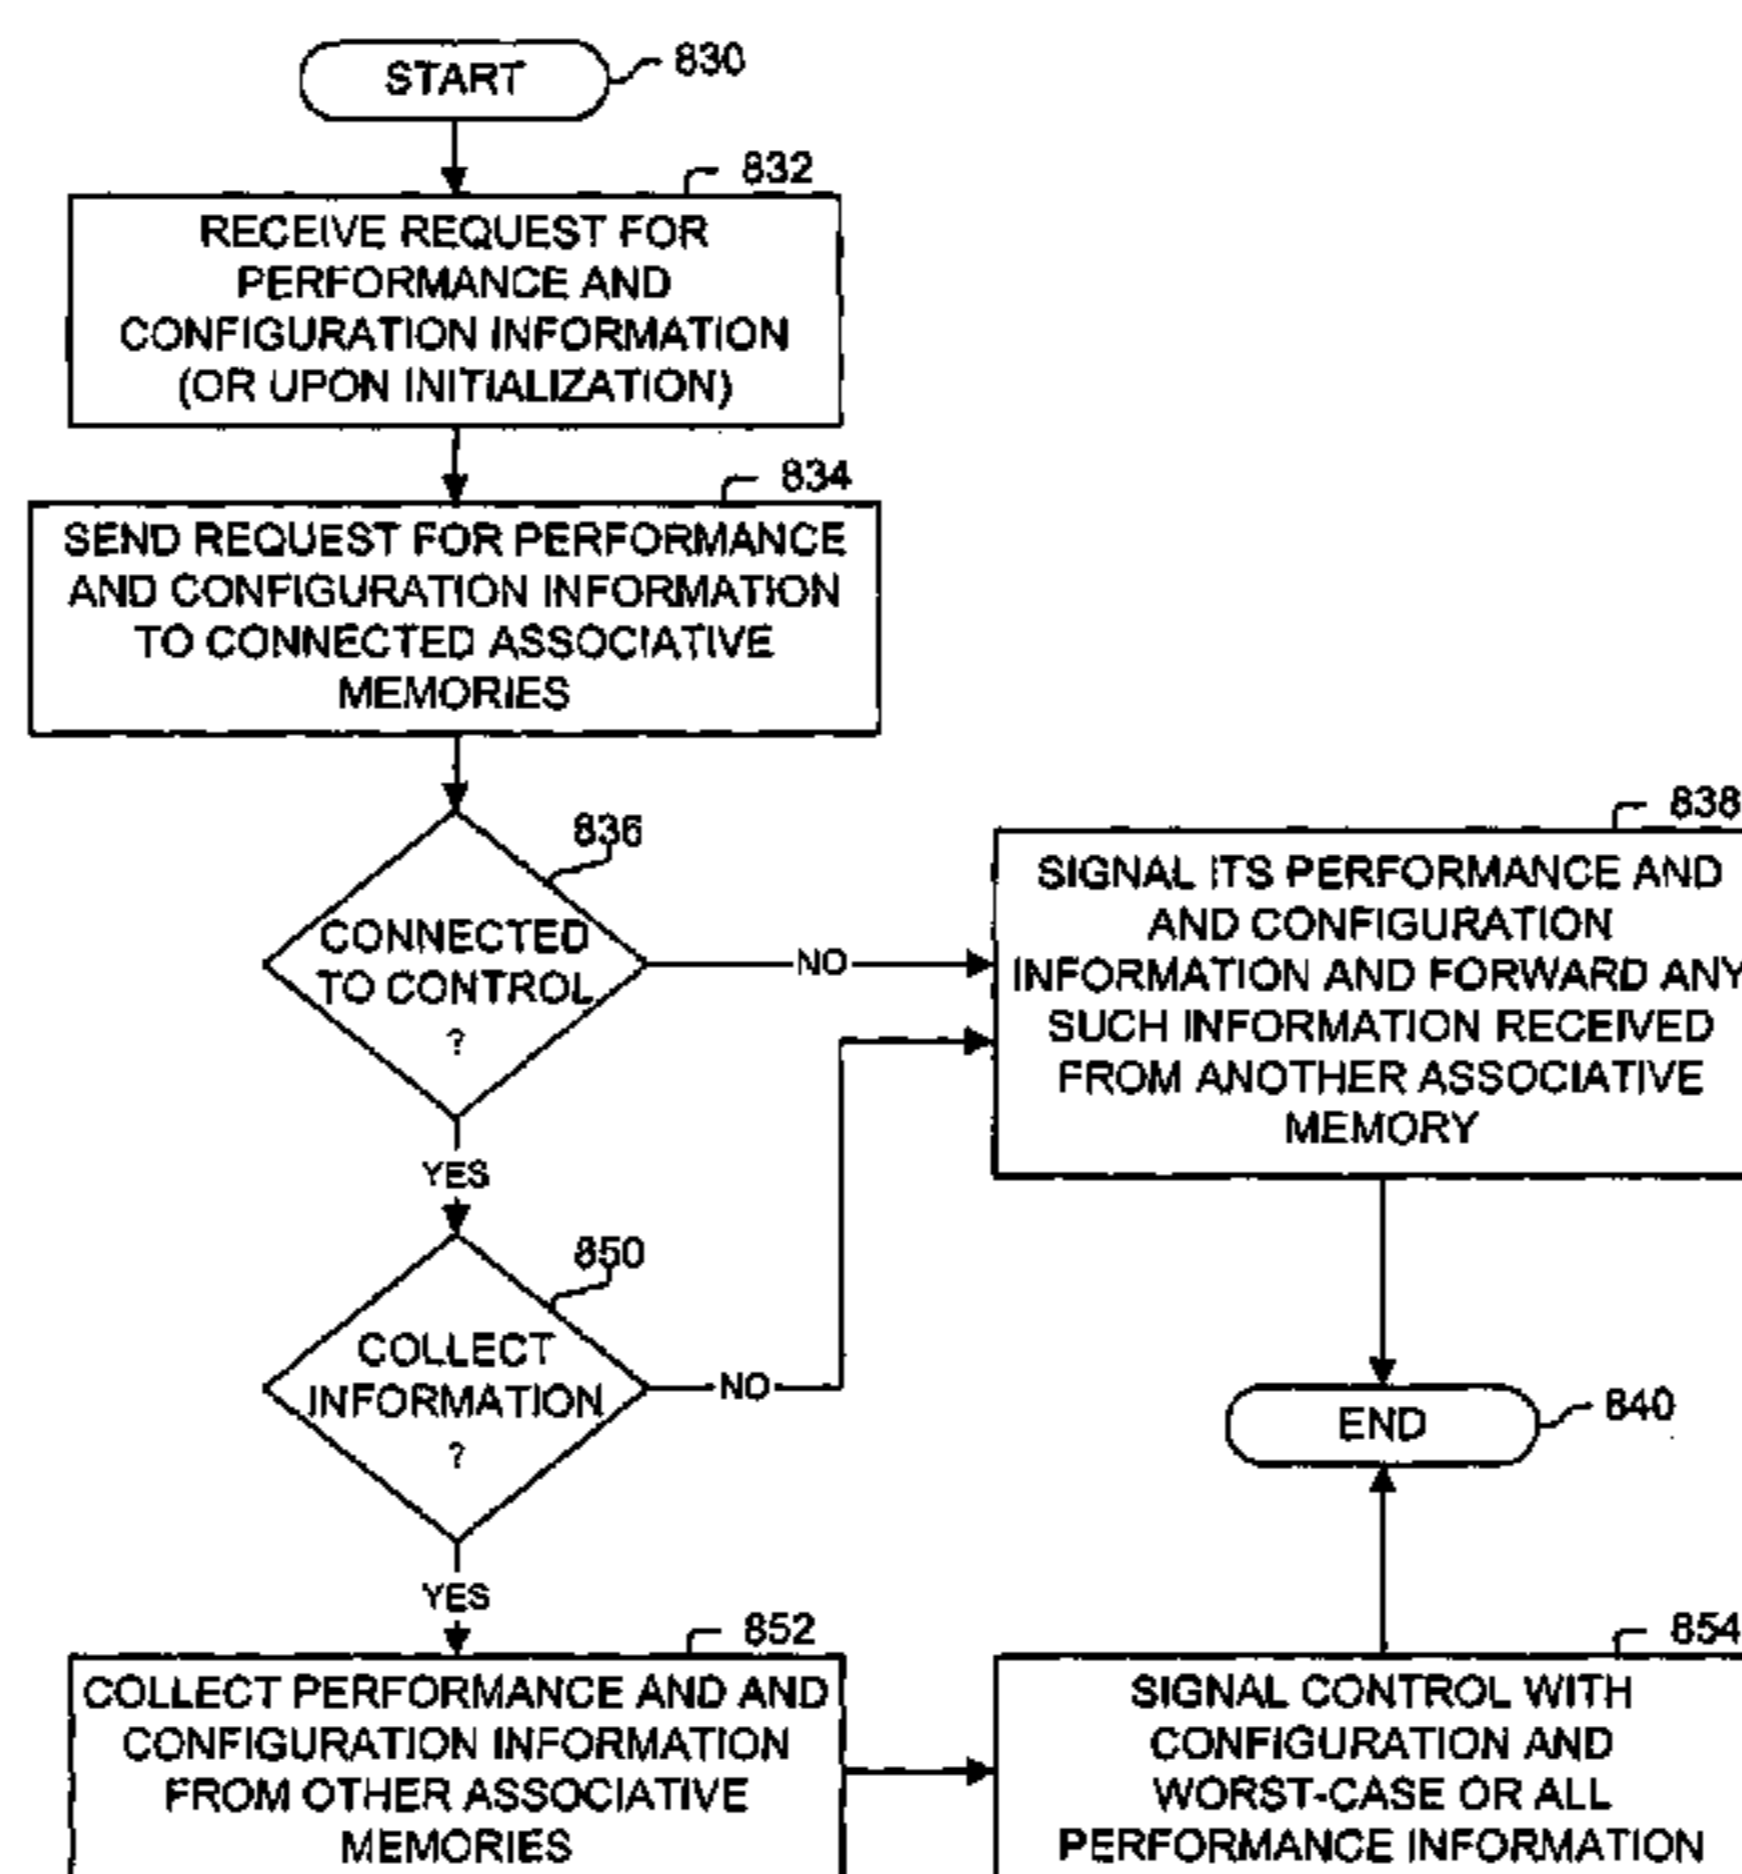 START
830
832
RECEIVE REQUEST FOR
PERFORMANCE AND
CONFIGURATION INFORMATION
(OR UPON INITIALIZATION)
834
SEND REQUEST FOR PERFORMANCE
AND CONFIGURATION INFORMATION
TO CONNECTED ASSOCIATIVE
MEMORIES
836
CONNECTED
TO CONTROL
?
NO
YES
838
SIGNAL ITS PERFORMANCE AND
AND CONFIGURATION
INFORMATION AND FORWARD ANY
SUCH INFORMATION RECEIVED
FROM ANOTHER ASSOCIATIVE
MEMORY
850
COLLECT
INFORMATION
?
NO
YES
END
840
852
COLLECT PERFORMANCE AND AND
CONFIGURATION INFORMATION
FROM OTHER ASSOCIATIVE
MEMORIES
854
SIGNAL CONTROL WITH
CONFIGURATION AND
WORST-CASE OR ALL
PERFORMANCE INFORMATION